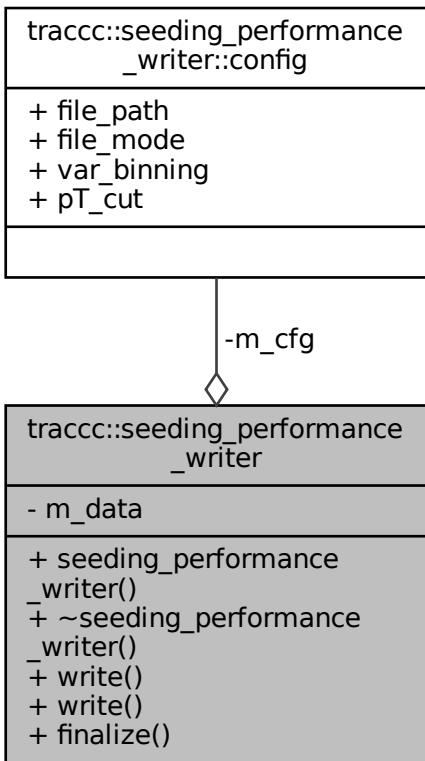 traccc::seeding_performance
_writer::config
+ file_path
+ file_mode
+ var_binning
+ pT_cut
-m_cfg
traccc::seeding_performance
_writer
- m_data
+ seeding_performance
_writer()
+ ~seeding_performance
_writer()
+ write()
+ write()
+ finalize()